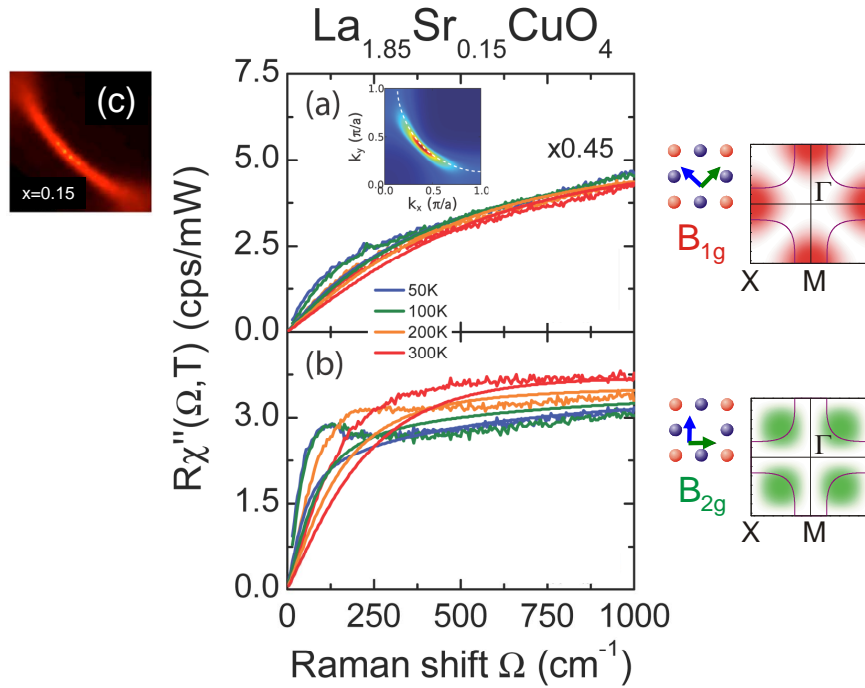 La1.85Sr0.15CuO4
(c)
x=0.15
7.5
5.0
2.5
0.0
(a)
1.0
0.5
0.0
ky (π/a)
0.0 0.5 1.0
kx (π/a)
x0.45
50K
100K
200K
300K
(b)
3.0
1.5
0.0
Rχ''(Ω,T) (cps/mW)
0 250 500 750 1000
Raman shift Ω (cm-1)
B1g
Γ
X M
B2g
Γ
X M